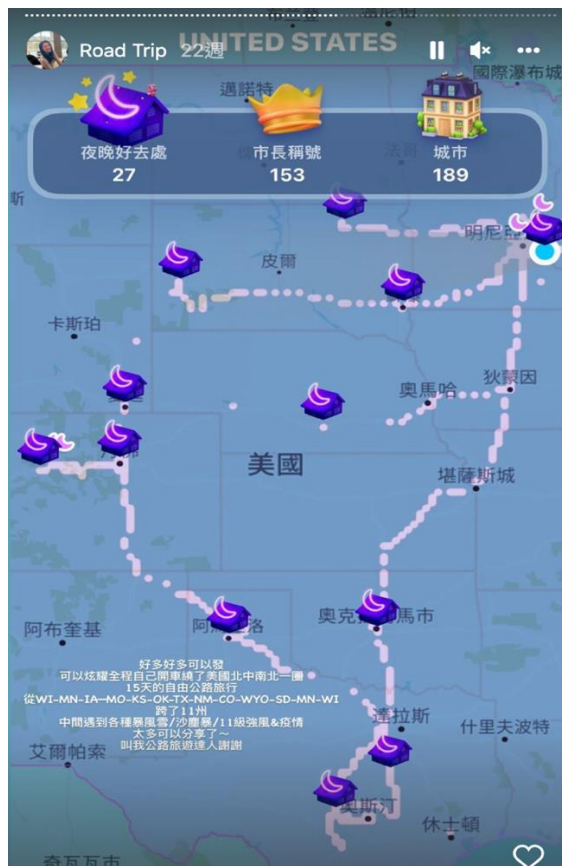 Road Trip 22週
UNITED STATES
邁諾特
國際瀑布城
夜晚好去處
27
市長稱號
153
城市
189
皮爾
卡斯珀
奧馬哈
狄蒙因
美國
堪薩斯城
阿布奎基
好多好多可以發
可以炫耀全程自己開車繞了美國北中南北一圈
15天的自由公路旅行
從WI-MN-IA—MO-KS-OK-TX-NM-CO-WYO-SD-MN-WI
跨了11州
中間遇到各種暴風雪/沙塵暴/11級強風&疫情
太多可以分享了～
叫我公路旅遊達人謝謝
達拉斯
什里夫波特
艾爾帕索
奧斯汀
休士頓
奇瓦瓦市